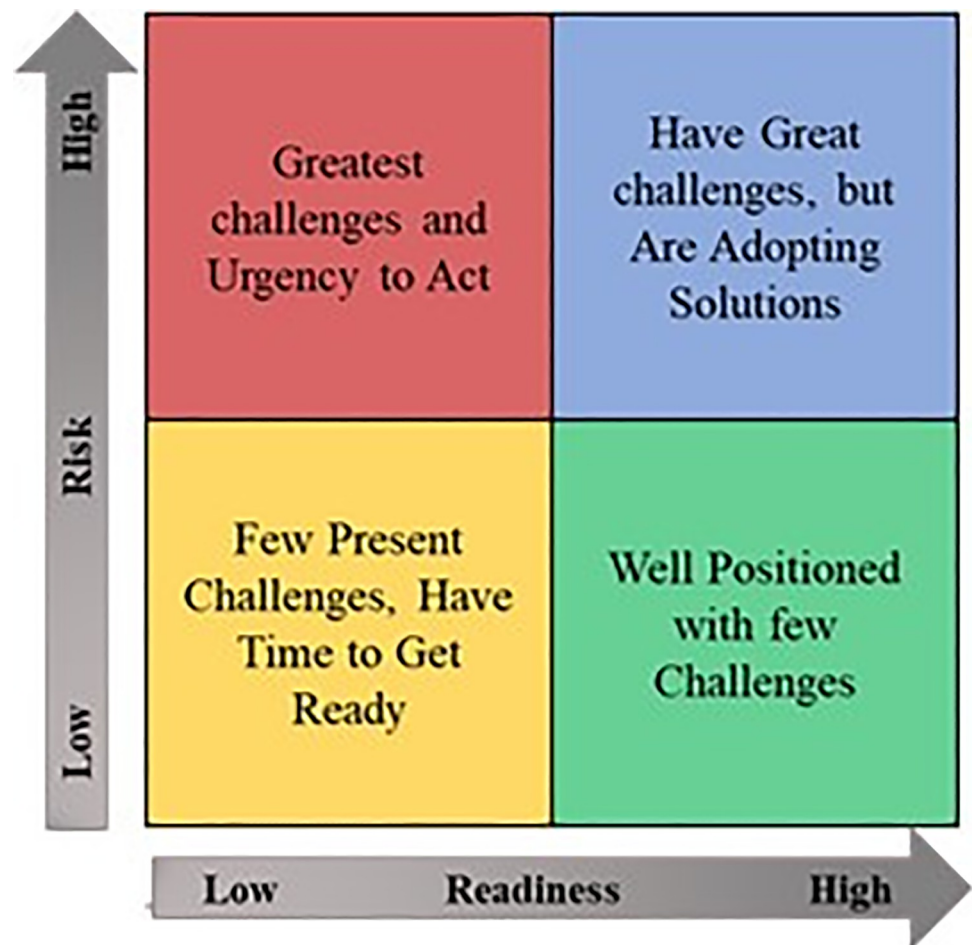 High
Risk
Low
Greatest
challenges and
Urgency to Act
Have Great
challenges, but
Are Adopting
Solutions
Few Present
Challenges, Have
Time to Get
Ready
Well Positioned
with few
Challenges
Low Readiness High